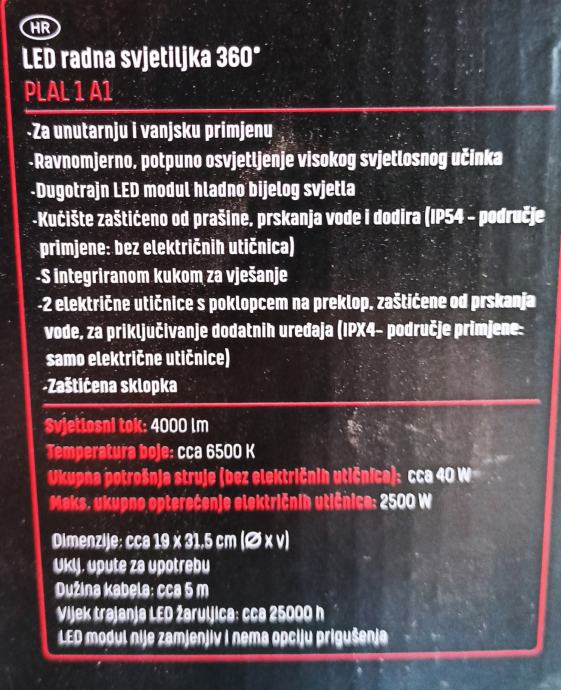 HR
LED radna svjetiljka 360°
PLAL 1 A1
-Za unutarnju i vanjsku primjenu
-Ravnomjerno, potpuno osvjetljenje visokog svjetlosnog učinka
-Dugotrajn LED modul hladno bijelog svjetla
-Kućište zaštićeno od prašine, prskanja vode i dodira (IP54 - područje
primjene: bez električnih utičnica)
-S integriranom kukom za vješanje
-2 električne utičnice s poklopcem na preklop, zaštićene od prskanja
vode, za priključivanje dodatnih uređaja (IPX4- područje primjene:
samo električne utičnice)
-Zaštićena sklopka
Svjetlosni tok: 4000 lm
Temperatura boje: cca 6500 K
Ukupna potrošnja struje (bez električnih utičnica): cca 40 W
Maks. ukupno opterećenje električnih utičnica: 2500 W
Dimenzije: cca 19 x 31,5 cm (Ø x v)
Uklj. upute za upotrebu
Dužina kabela: cca 5 m
Vijek trajanja LED žaruljica: cca 25000 h
LED modul nije zamjenjiv i nema opciju prigušenja